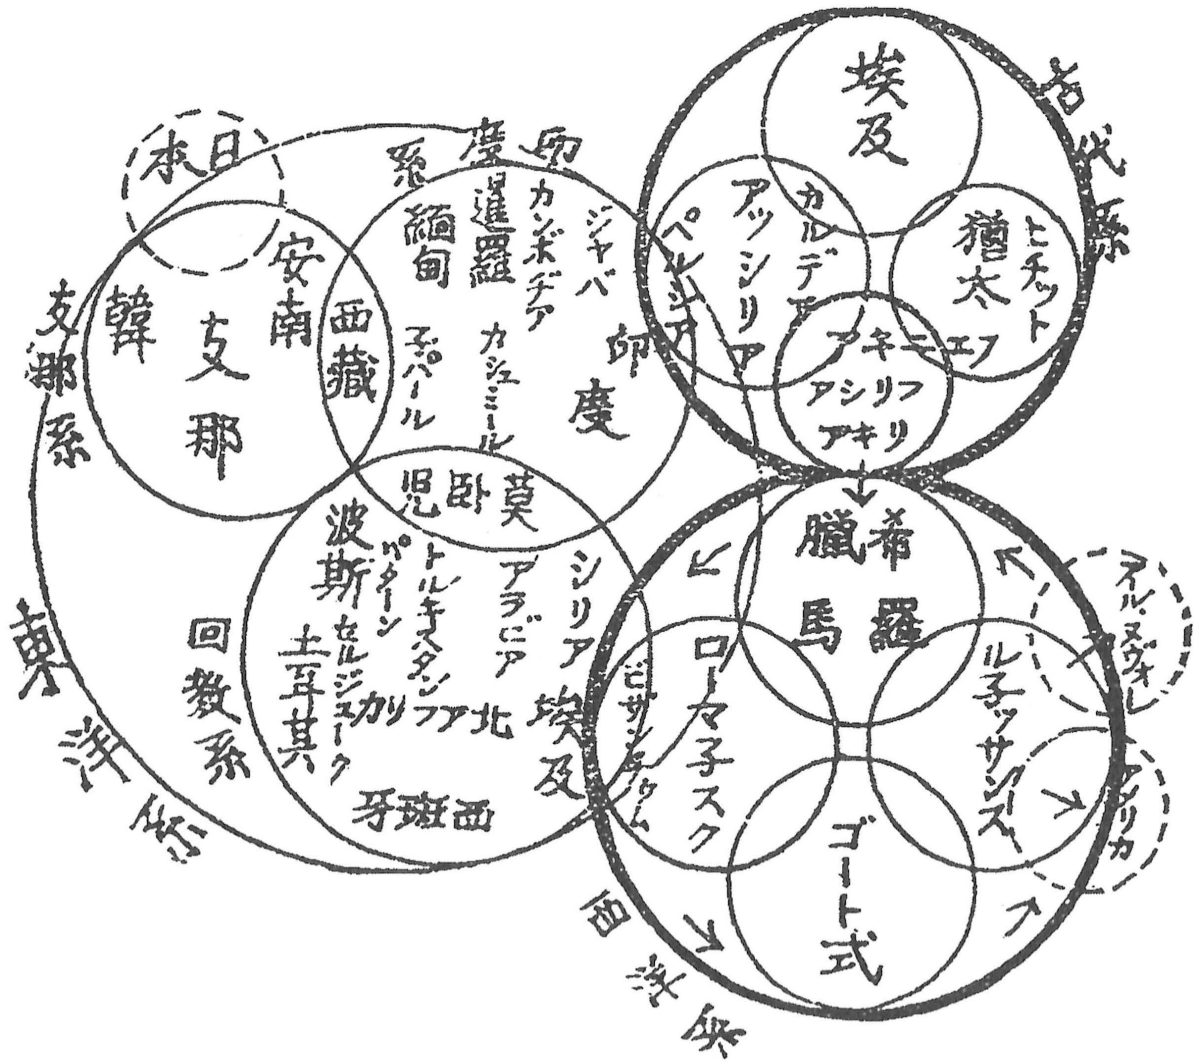 古代系
埃及
カルデア
アッシリア
ペルシア
ヒチット
猶太
フェニキア
フリシア
リキア
日本
印度系
ジャバ
カンボヂア
暹羅
緬甸
印度
カシュミール
子パール
西藏
安南
支那
韓
支那系
莫臥児
シリア
アラビア
トルキスタン
パターン
波斯
セルジューク
土耳其
北アフリカ
埃及
西班牙
回教系
東洋系
希臘
羅馬
ビザンチウム
ローマ子スク
ル子ッサンス
ゴート式
アール・ヌヴォレ
アメリカ
西洋系